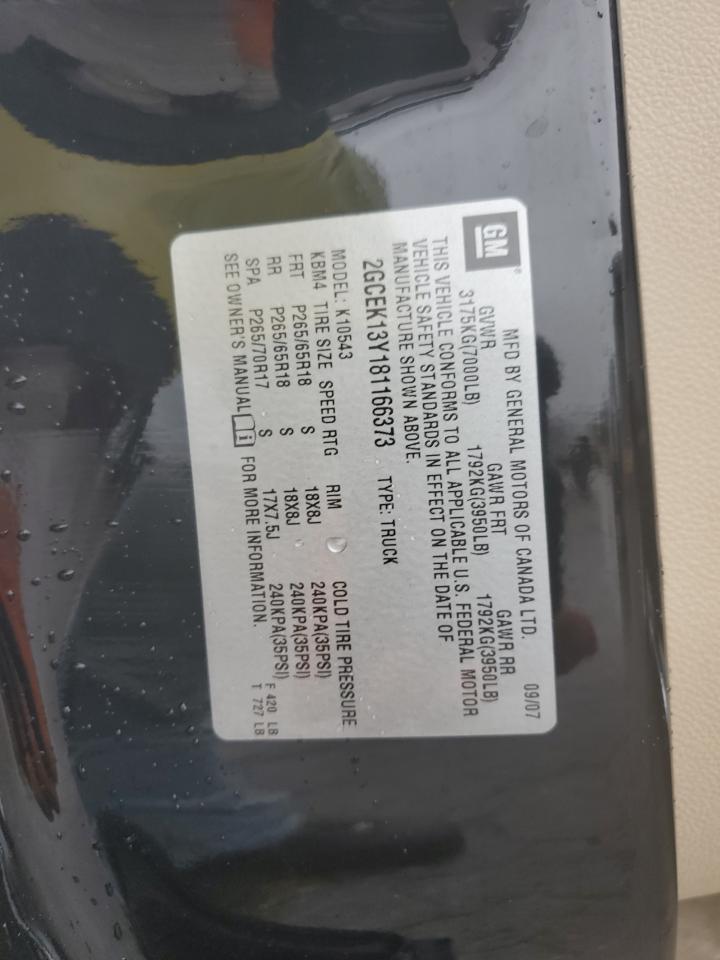 GM® MFD BY GENERAL MOTORS OF CANADA LTD. 09/07
GVWR GAWR FRT GAWR RR
3175KG(7000LB) 1792KG(3950LB) 1792KG(3950LB)
THIS VEHICLE CONFORMS TO ALL APPLICABLE U.S. FEDERAL MOTOR
VEHICLE SAFETY STANDARDS IN EFFECT ON THE DATE OF
MANUFACTURE SHOWN ABOVE.
2GCEK13Y181166373 TYPE: TRUCK
MODEL: K10543
KBM4 TIRE SIZE SPEED RTG RIM COLD TIRE PRESSURE
FRT P265/65R18 S 18X8J 240KPA(35PSI)
RR P265/65R18 S 18X8J 240KPA(35PSI)
SPA P265/70R17 S 17X7.5J 240KPA(35PSI)
SEE OWNER'S MANUAL i FOR MORE INFORMATION.
F 420 LB
T 727 LB